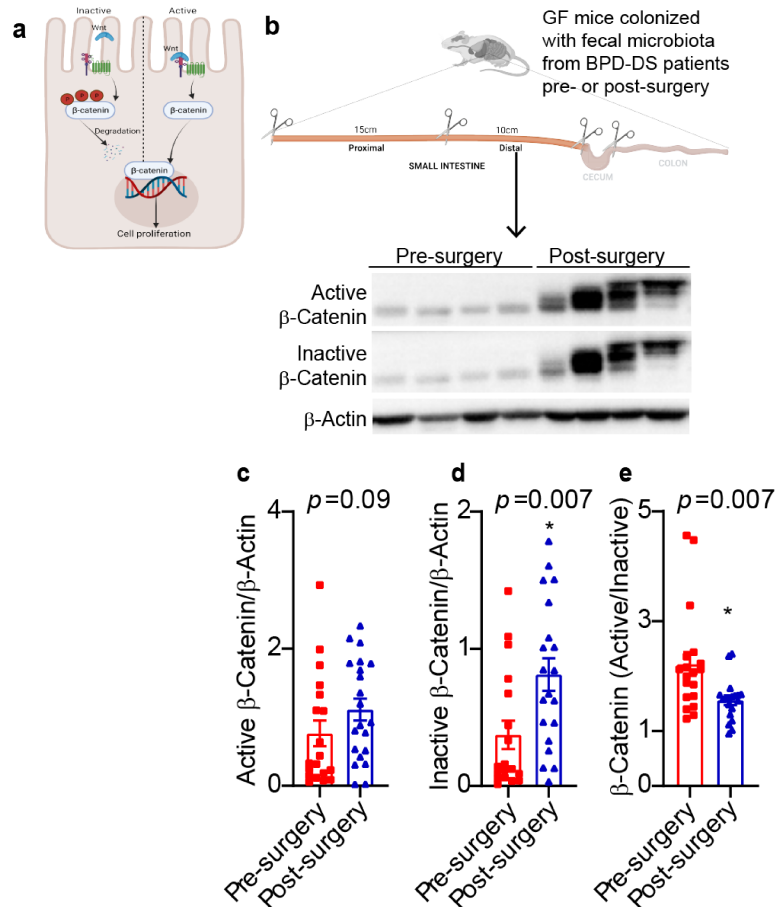 a
Inactive
Active
Wnt
Wnt
P
P
P
β-catenin
β-catenin
Degradation
β-catenin
Cell proliferation
b
GF mice colonized
with fecal microbiota
from BPD-DS patients
pre- or post-surgery
15cm
10cm
Proximal
Distal
SMALL INTESTINE
CECUM
COLON
Pre-surgery
Post-surgery
Active
β-Catenin
Inactive
β-Catenin
β-Actin
c
p=0.09
Active β-Catenin/β-Actin
4
2
0
Pre-surgery
Post-surgery
d
p=0.007
*
Inactive β-Catenin/β-Actin
2
1
0
Pre-surgery
Post-surgery
e
p=0.007
*
β-Catenin (Active/Inactive)
5
3
1
0
Pre-surgery
Post-surgery